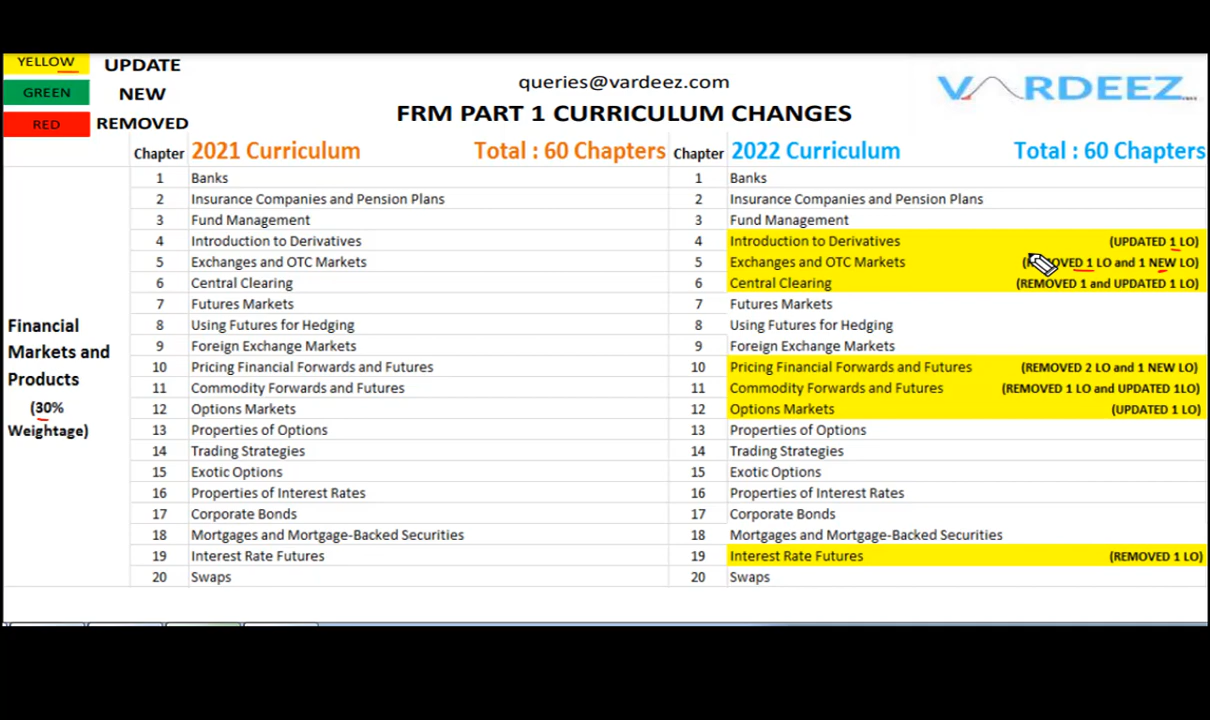 YELLOW UPDATE
GREEN NEW
RED REMOVED
queries@vardeez.com
FRM PART 1 CURRICULUM CHANGES
VARDEEZ
Chapter 2021 Curriculum Total : 60 Chapters Chapter 2022 Curriculum Total : 60 Chapters
Financial
Markets and
Products
(30%
Weightage)
1 Banks 1 Banks
2 Insurance Companies and Pension Plans 2 Insurance Companies and Pension Plans
3 Fund Management 3 Fund Management
4 Introduction to Derivatives 4 Introduction to Derivatives (UPDATED 1 LO)
5 Exchanges and OTC Markets 5 Exchanges and OTC Markets (REMOVED 1 LO and 1 NEW LO)
6 Central Clearing 6 Central Clearing (REMOVED 1 and UPDATED 1 LO)
7 Futures Markets 7 Futures Markets
8 Using Futures for Hedging 8 Using Futures for Hedging
9 Foreign Exchange Markets 9 Foreign Exchange Markets
10 Pricing Financial Forwards and Futures 10 Pricing Financial Forwards and Futures (REMOVED 2 LO and 1 NEW LO)
11 Commodity Forwards and Futures 11 Commodity Forwards and Futures (REMOVED 1 LO and UPDATED 1LO)
12 Options Markets 12 Options Markets (UPDATED 1 LO)
13 Properties of Options 13 Properties of Options
14 Trading Strategies 14 Trading Strategies
15 Exotic Options 15 Exotic Options
16 Properties of Interest Rates 16 Properties of Interest Rates
17 Corporate Bonds 17 Corporate Bonds
18 Mortgages and Mortgage-Backed Securities 18 Mortgages and Mortgage-Backed Securities
19 Interest Rate Futures 19 Interest Rate Futures (REMOVED 1 LO)
20 Swaps 20 Swaps